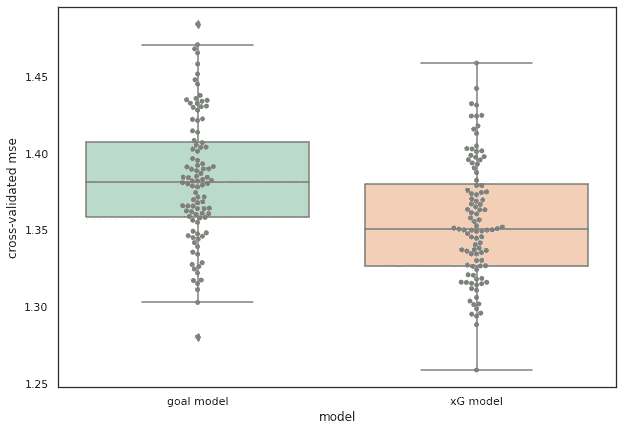 cross-validated mse
1.45
1.40
1.35
1.30
1.25
goal model
xG model
model